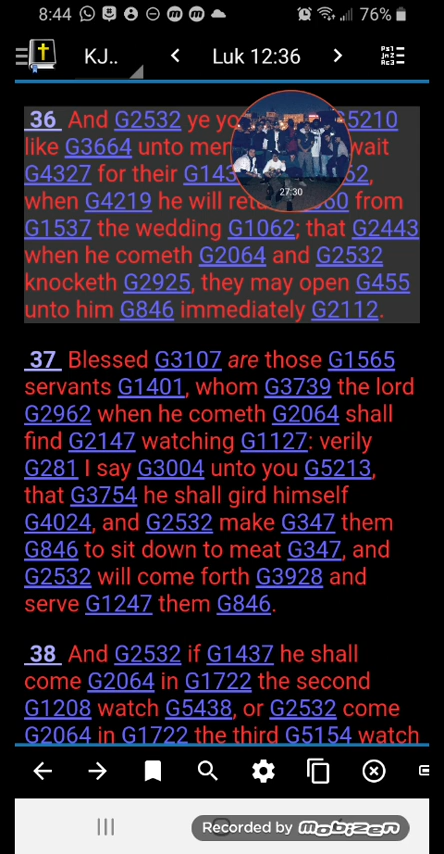 8:44 76%
KJ.. Luk 12:36
36 And G2532 ye G5210
like G3664 unto wait
G4327 for their
when G4219 he will from
G1537 the wedding G1062; that G2443
when he cometh G2064 and G2532
knocketh G2925, they may open G455
unto him G846 immediately G2112.
27:30
37 Blessed G3107 are those G1565
servants G1401, whom G3739 the lord
G2962 when he cometh G2064 shall
find G2147 watching G1127: verily
G281 I say G3004 unto you G5213,
that G3754 he shall gird himself
G4024, and G2532 make G347 them
G846 to sit down to meat G347, and
G2532 will come forth G3928 and
serve G1247 them G846.
38 And G2532 if G1437 he shall
come G2064 in G1722 the second
G1208 watch G5438, or G2532 come
G2064 in G1722 the third G5154 watch
Recorded by Mobizen